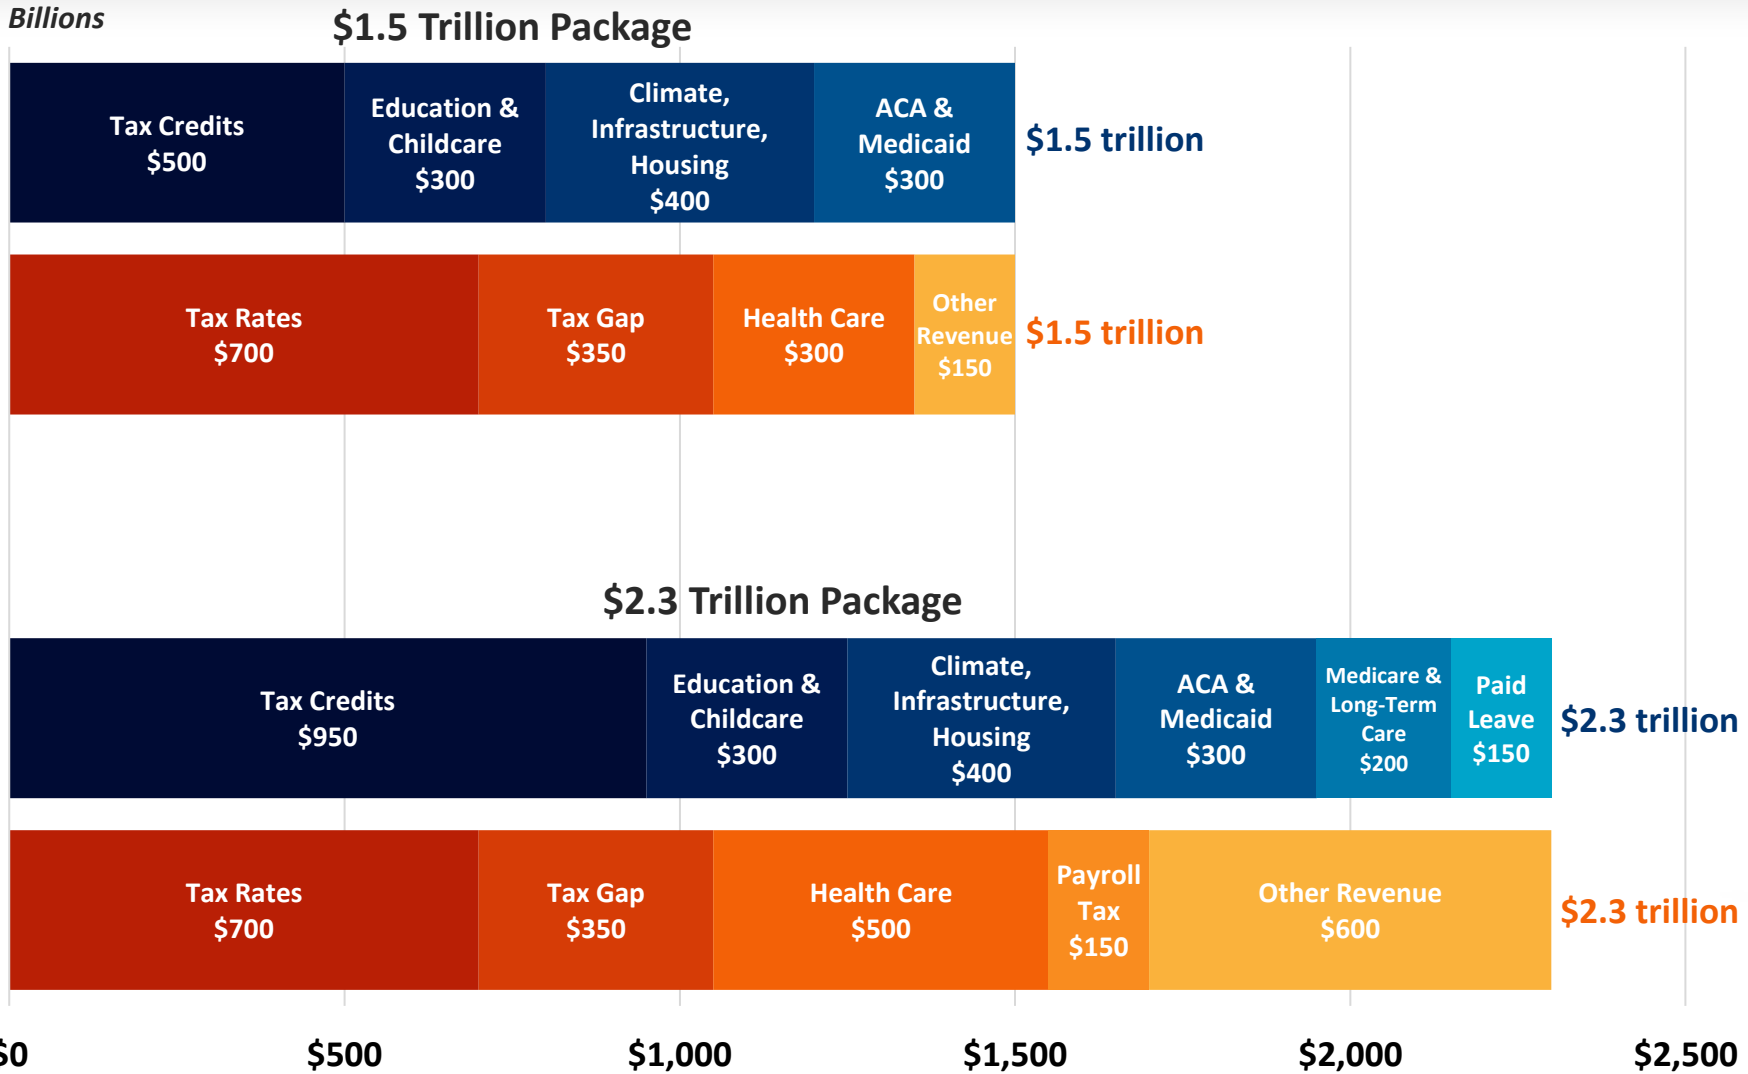 Billions
$1.5 Trillion Package
Tax Credits
$500
Education &
Childcare
$300
Climate,
Infrastructure,
Housing
$400
ACA &
Medicaid
$300
$1.5 trillion
Tax Rates
$700
Tax Gap
$350
Health Care
$300
Other
Revenue
$150
$1.5 trillion
$2.3 Trillion Package
Tax Credits
$950
Education &
Childcare
$300
Climate,
Infrastructure,
Housing
$400
ACA &
Medicaid
$300
Medicare &
Long-Term
Care
$200
Paid
Leave
$150
$2.3 trillion
Tax Rates
$700
Tax Gap
$350
Health Care
$500
Payroll
Tax
$150
Other Revenue
$600
$2.3 trillion
$0 $500 $1,000 $1,500 $2,000 $2,500